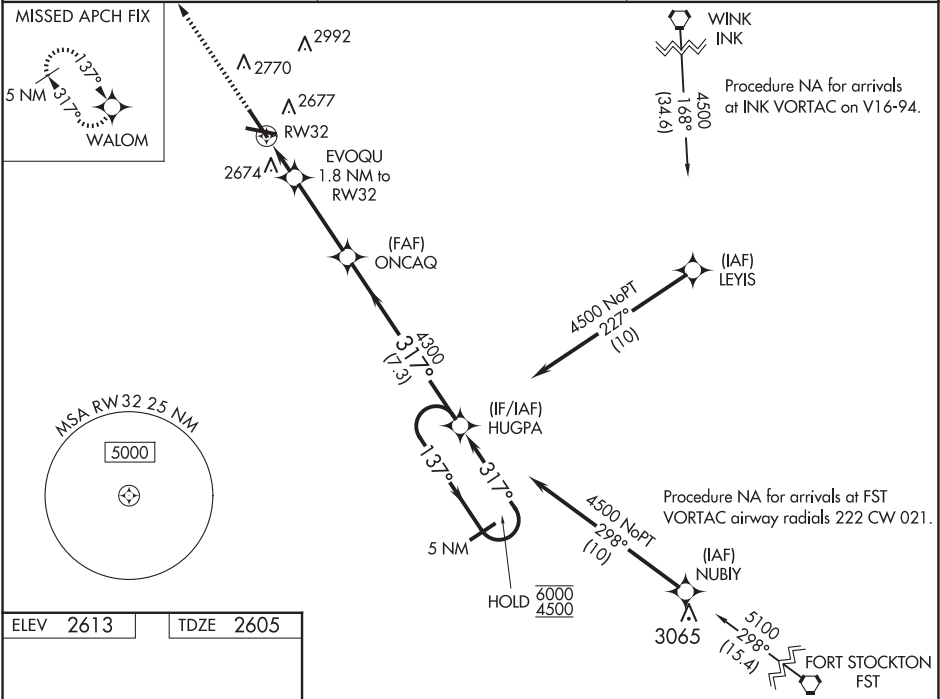 MISSED APCH FIX
137°
5 NM
317°
WALOM
2992
2770
2677
RW32
2674
EVOQU
1.8 NM to
RW32
(FAF)
ONCAQ
WINK
INK
4500
168°
(34.6)
Procedure NA for arrivals
at INK VORTAC on V16-94.
(IAF)
LEYIS
4500 NoPT
227°
(10)
4300
317°
(7.3)
(IF/IAF)
HUGPA
137°
317°
5 NM
HOLD 6000
4500
MSA RW32 25 NM
5000
4500 NoPT
298°
(10)
Procedure NA for arrivals at FST
VORTAC airway radials 222 CW 021.
(IAF)
NUBIY
3065
5100
298°
(15.4)
FORT STOCKTON
FST
ELEV 2613
TDZE 2605